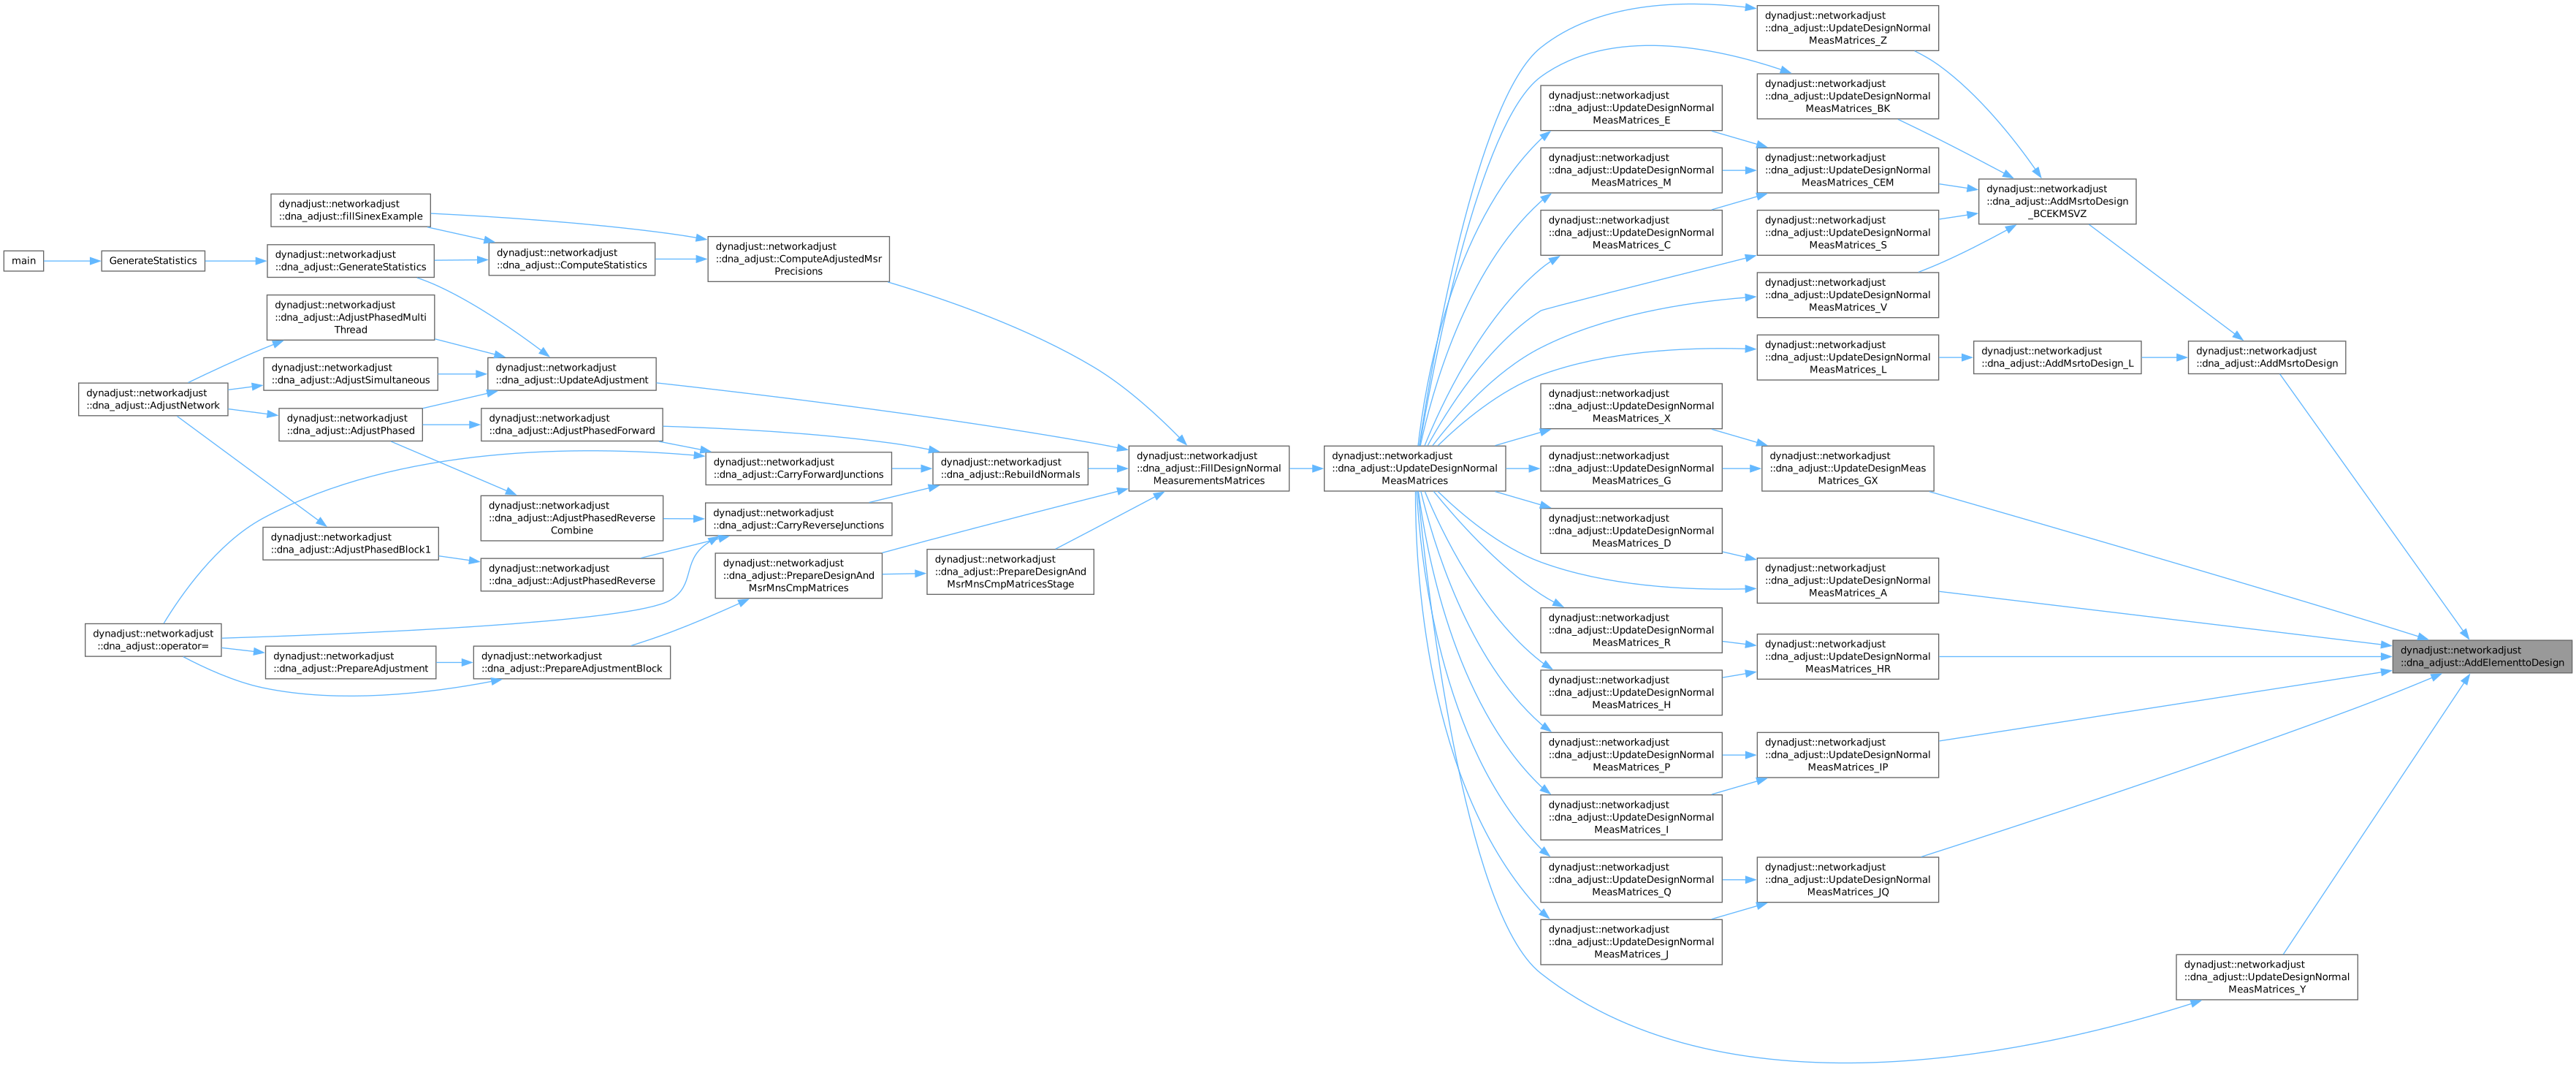 main
GenerateStatistics
dynadjust::networkadjust
::dna_adjust::fillSinexExample
dynadjust::networkadjust
::dna_adjust::GenerateStatistics
dynadjust::networkadjust
::dna_adjust::AdjustPhasedMulti
Thread
dynadjust::networkadjust
::dna_adjust::AdjustSimultaneous
dynadjust::networkadjust
::dna_adjust::AdjustNetwork
dynadjust::networkadjust
::dna_adjust::AdjustPhased
dynadjust::networkadjust
::dna_adjust::AdjustPhasedBlock1
dynadjust::networkadjust
::dna_adjust::operator=
dynadjust::networkadjust
::dna_adjust::PrepareAdjustment
dynadjust::networkadjust
::dna_adjust::ComputeStatistics
dynadjust::networkadjust
::dna_adjust::UpdateAdjustment
dynadjust::networkadjust
::dna_adjust::AdjustPhasedForward
dynadjust::networkadjust
::dna_adjust::AdjustPhasedReverse
Combine
dynadjust::networkadjust
::dna_adjust::AdjustPhasedReverse
dynadjust::networkadjust
::dna_adjust::PrepareAdjustmentBlock
dynadjust::networkadjust
::dna_adjust::ComputeAdjustedMsr
Precisions
dynadjust::networkadjust
::dna_adjust::CarryForwardJunctions
dynadjust::networkadjust
::dna_adjust::CarryReverseJunctions
dynadjust::networkadjust
::dna_adjust::PrepareDesignAnd
MsrMnsCmpMatrices
dynadjust::networkadjust
::dna_adjust::RebuildNormals
dynadjust::networkadjust
::dna_adjust::PrepareDesignAnd
MsrMnsCmpMatricesStage
dynadjust::networkadjust
::dna_adjust::FillDesignNormal
MeasurementsMatrices
dynadjust::networkadjust
::dna_adjust::UpdateDesignNormal
MeasMatrices
dynadjust::networkadjust
::dna_adjust::UpdateDesignNormal
MeasMatrices_E
dynadjust::networkadjust
::dna_adjust::UpdateDesignNormal
MeasMatrices_M
dynadjust::networkadjust
::dna_adjust::UpdateDesignNormal
MeasMatrices_C
dynadjust::networkadjust
::dna_adjust::UpdateDesignNormal
MeasMatrices_X
dynadjust::networkadjust
::dna_adjust::UpdateDesignNormal
MeasMatrices_G
dynadjust::networkadjust
::dna_adjust::UpdateDesignNormal
MeasMatrices_D
dynadjust::networkadjust
::dna_adjust::UpdateDesignNormal
MeasMatrices_R
dynadjust::networkadjust
::dna_adjust::UpdateDesignNormal
MeasMatrices_H
dynadjust::networkadjust
::dna_adjust::UpdateDesignNormal
MeasMatrices_P
dynadjust::networkadjust
::dna_adjust::UpdateDesignNormal
MeasMatrices_I
dynadjust::networkadjust
::dna_adjust::UpdateDesignNormal
MeasMatrices_Q
dynadjust::networkadjust
::dna_adjust::UpdateDesignNormal
MeasMatrices_J
dynadjust::networkadjust
::dna_adjust::UpdateDesignNormal
MeasMatrices_Z
dynadjust::networkadjust
::dna_adjust::UpdateDesignNormal
MeasMatrices_BK
dynadjust::networkadjust
::dna_adjust::UpdateDesignNormal
MeasMatrices_CEM
dynadjust::networkadjust
::dna_adjust::UpdateDesignNormal
MeasMatrices_S
dynadjust::networkadjust
::dna_adjust::UpdateDesignNormal
MeasMatrices_V
dynadjust::networkadjust
::dna_adjust::UpdateDesignNormal
MeasMatrices_L
dynadjust::networkadjust
::dna_adjust::UpdateDesignMeas
Matrices_GX
dynadjust::networkadjust
::dna_adjust::UpdateDesignNormal
MeasMatrices_A
dynadjust::networkadjust
::dna_adjust::UpdateDesignNormal
MeasMatrices_HR
dynadjust::networkadjust
::dna_adjust::UpdateDesignNormal
MeasMatrices_IP
dynadjust::networkadjust
::dna_adjust::UpdateDesignNormal
MeasMatrices_JQ
dynadjust::networkadjust
::dna_adjust::AddMsrtoDesign
_BCEKMSVZ
dynadjust::networkadjust
::dna_adjust::AddMsrtoDesign_L
dynadjust::networkadjust
::dna_adjust::AddMsrtoDesign
dynadjust::networkadjust
::dna_adjust::UpdateDesignNormal
MeasMatrices_Y
dynadjust::networkadjust
::dna_adjust::AddElementtoDesign